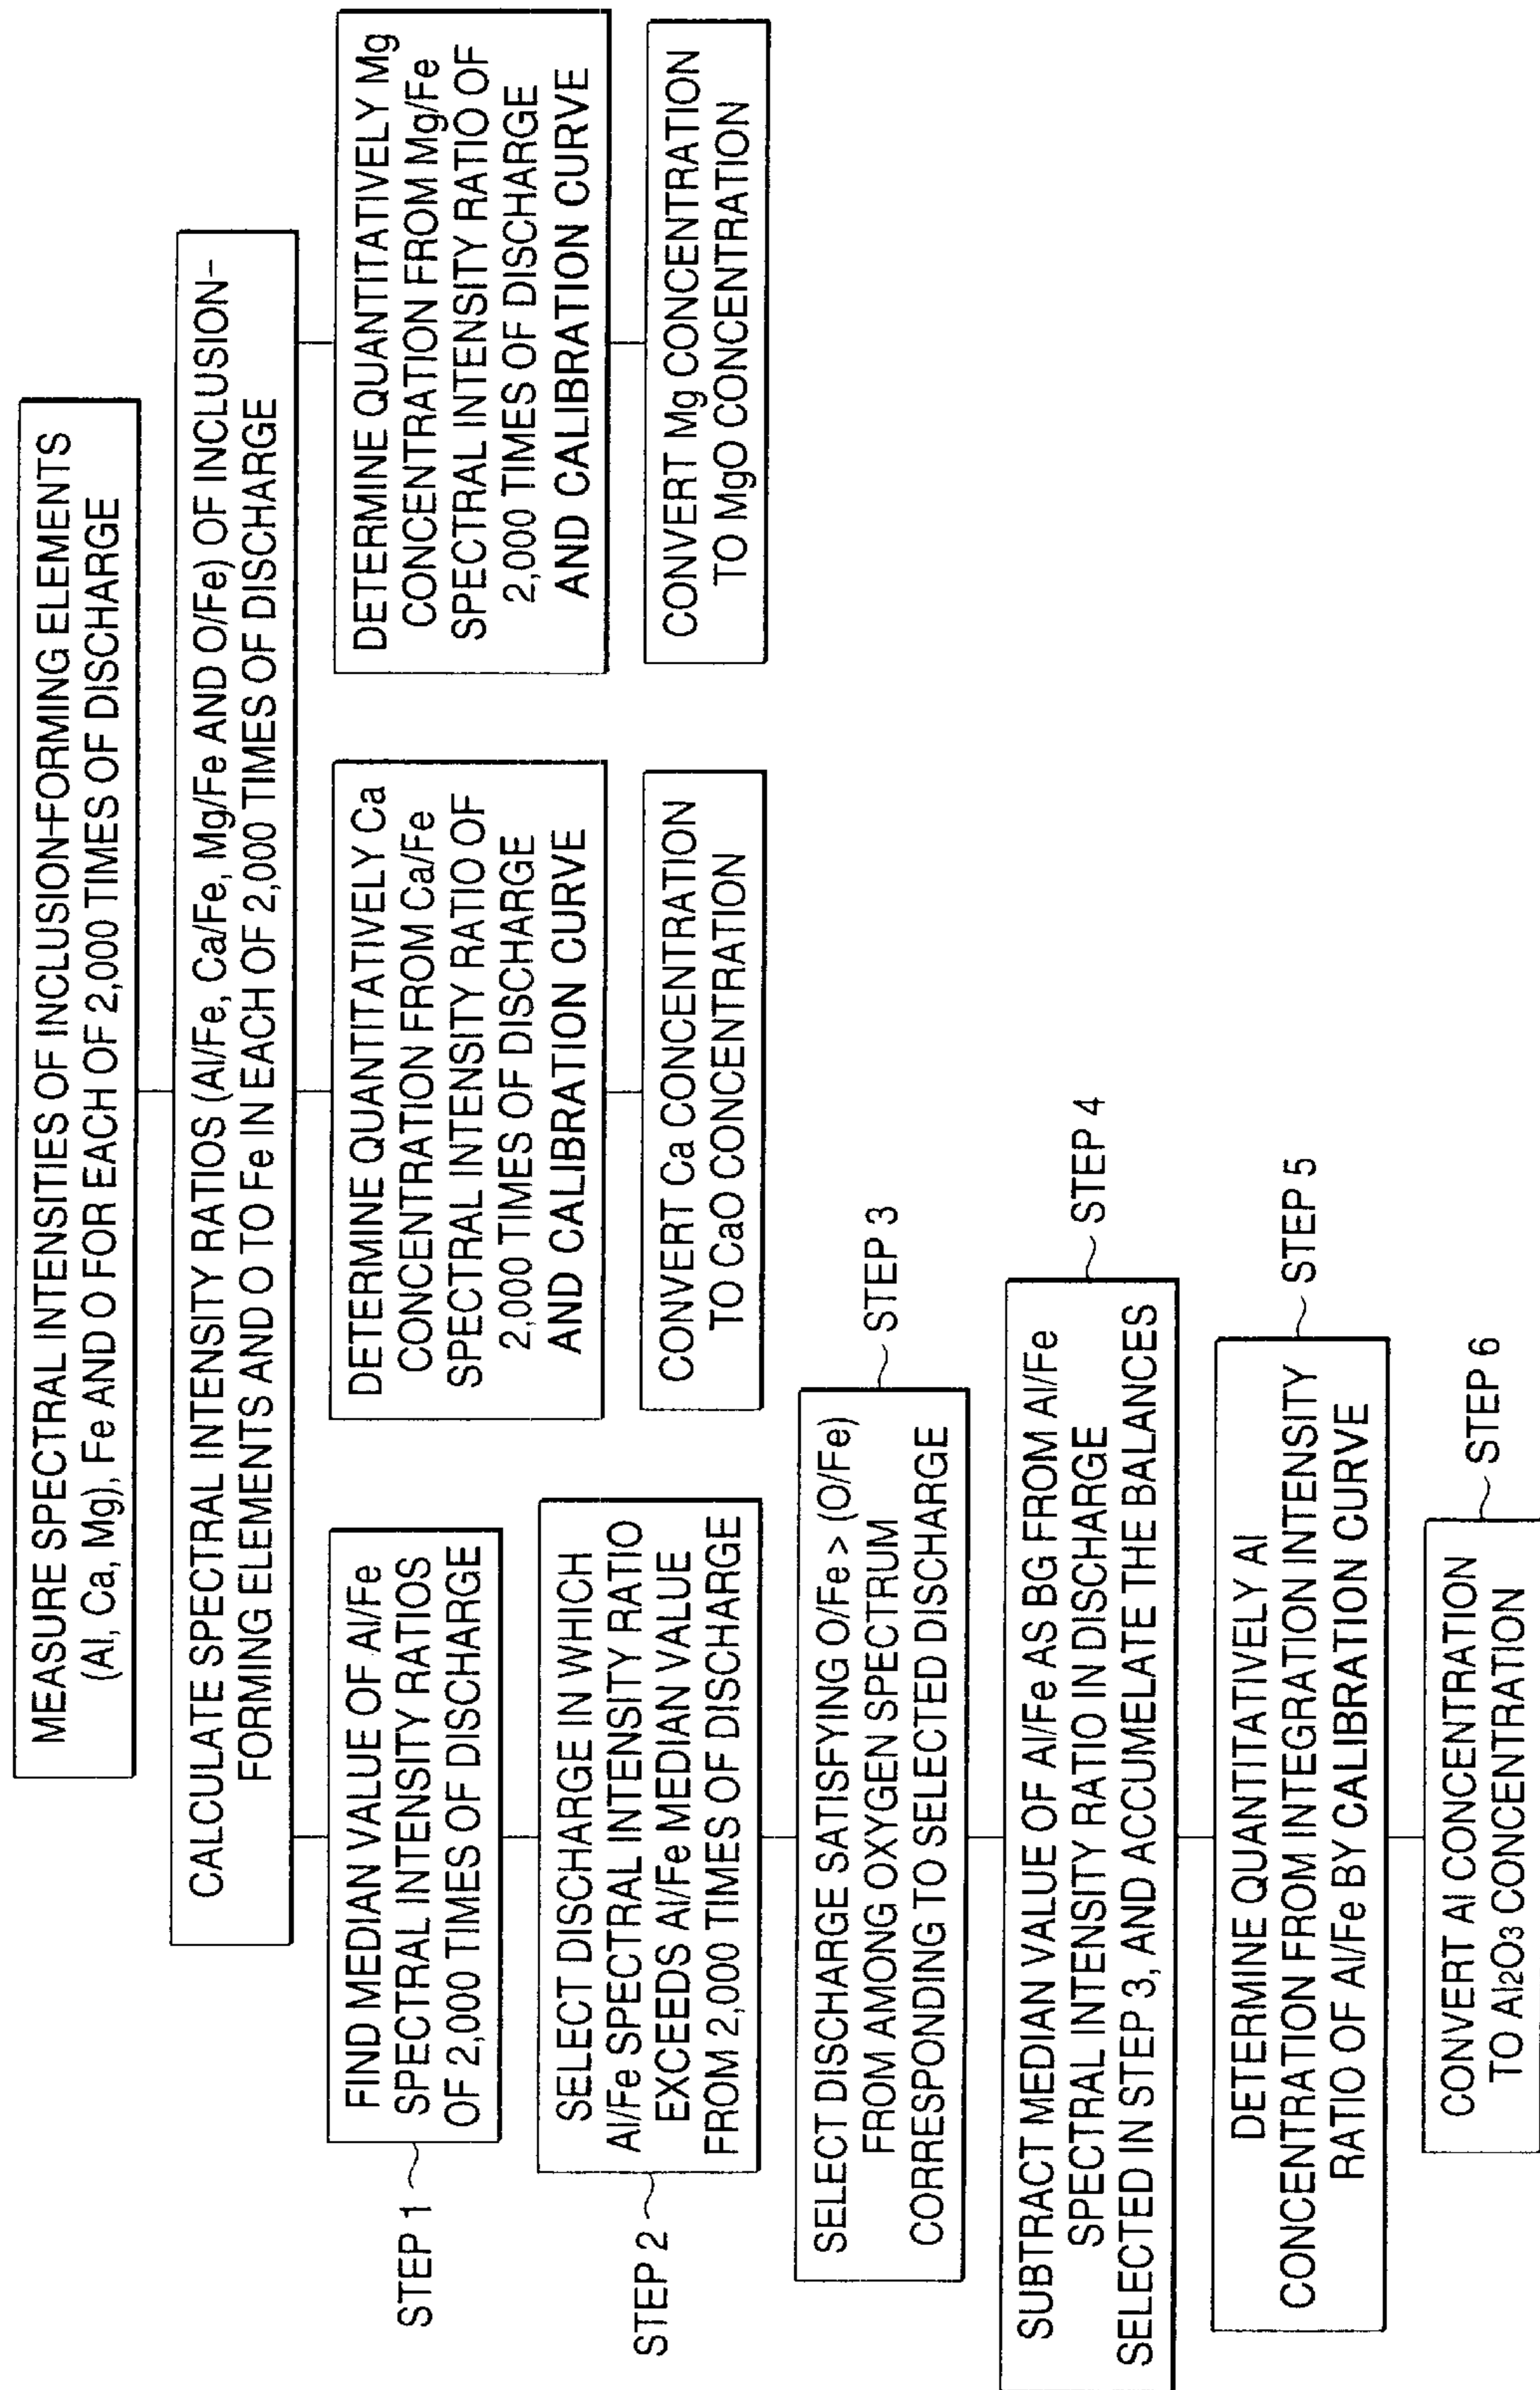 MEASURE SPECTRAL INTENSITIES OF INCLUSION-FORMING ELEMENTS
(Al, Ca, Mg), Fe AND O FOR EACH OF 2,000 TIMES OF DISCHARGE
CALCULATE SPECTRAL INTENSITY RATIOS (Al/Fe, Ca/Fe, Mg/Fe AND O/Fe) OF INCLUSION-
FORMING ELEMENTS AND O TO Fe IN EACH OF 2,000 TIMES OF DISCHARGE
STEP 1
FIND MEDIAN VALUE OF Al/Fe
SPECTRAL INTENSITY RATIOS
OF 2,000 TIMES OF DISCHARGE
STEP 2
SELECT DISCHARGE IN WHICH
Al/Fe SPECTRAL INTENSITY RATIO
EXCEEDS Al/Fe MEDIAN VALUE
FROM 2,000 TIMES OF DISCHARGE
SELECT DISCHARGE SATISFYING O/Fe > (O/Fe)
FROM AMONG OXYGEN SPECTRUM
CORRESPONDING TO SELECTED DISCHARGE
STEP 3
SUBTRACT MEDIAN VALUE OF Al/Fe AS BG FROM Al/Fe
SPECTRAL INTENSITY RATIO IN DISCHARGE
SELECTED IN STEP 3, AND ACCUMELATE THE BALANCES
STEP 4
DETERMINE QUANTITATIVELY Al
CONCENTRATION FROM INTEGRATION INTENSITY
RATIO OF Al/Fe BY CALIBRATION CURVE
STEP 5
CONVERT Al CONCENTRATION
TO Al2O3 CONCENTRATION
STEP 6
DETERMINE QUANTITATIVELY Ca
CONCENTRATION FROM Ca/Fe
SPECTRAL INTENSITY RATIO OF
2,000 TIMES OF DISCHARGE
AND CALIBRATION CURVE
CONVERT Ca CONCENTRATION
TO CaO CONCENTRATION
DETERMINE QUANTITATIVELY Mg
CONCENTRATION FROM Mg/Fe
SPECTRAL INTENSITY RATIO OF
2,000 TIMES OF DISCHARGE
AND CALIBRATION CURVE
CONVERT Mg CONCENTRATION
TO MgO CONCENTRATION